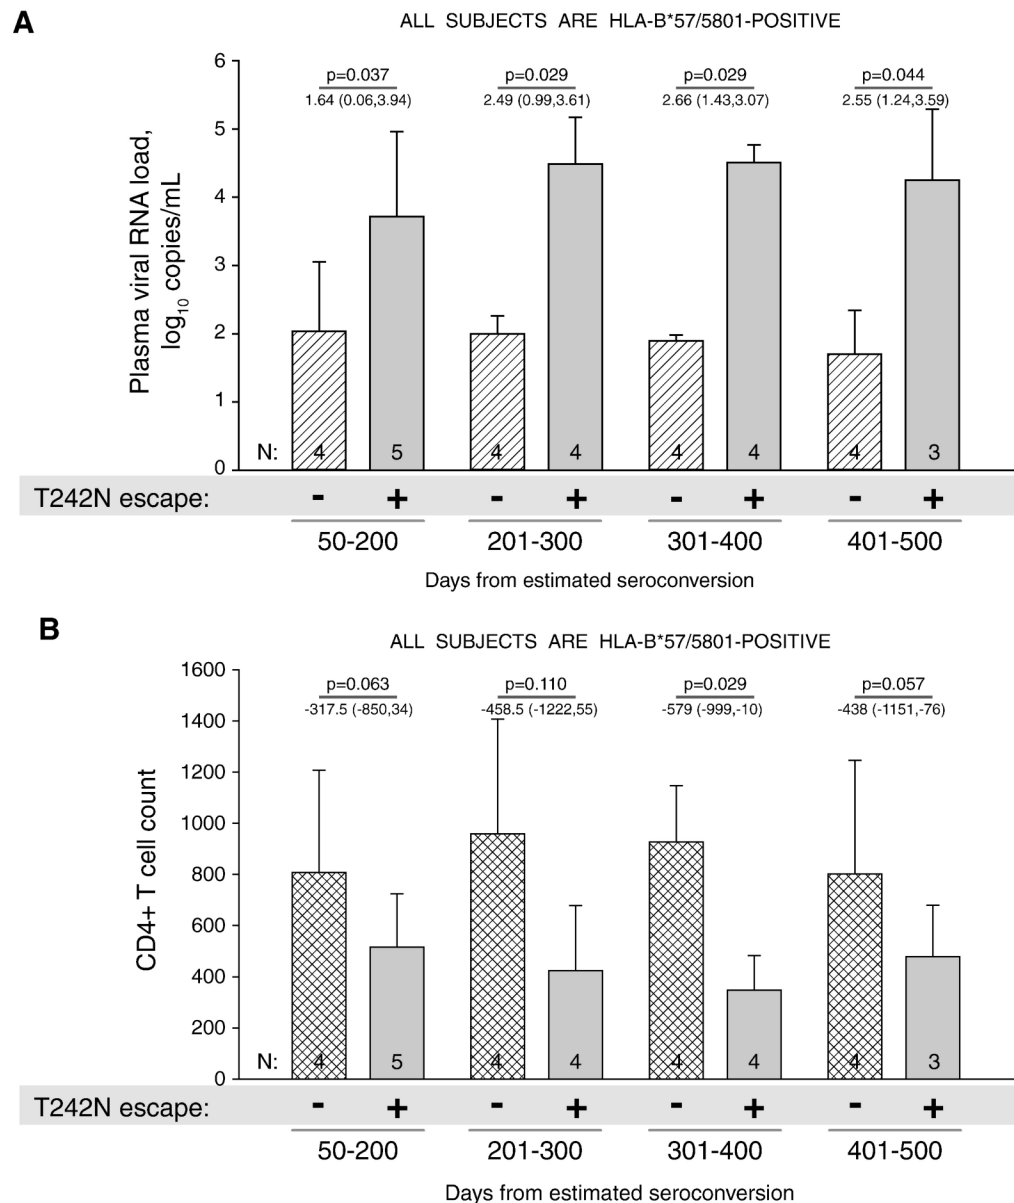 A
ALL SUBJECTS ARE HLA-B*57/5801-POSITIVE
Plasma viral RNA load,
log10 copies/mL
6
5
4
3
2
1
0
p=0.037
1.64 (0.06,3.94)
p=0.029
2.49 (0.99,3.61)
p=0.029
2.66 (1.43,3.07)
p=0.044
2.55 (1.24,3.59)
N: 4 5 4 4 4 4 4 3
T242N escape: - + - + - + - +
50-200 201-300 301-400 401-500
Days from estimated seroconversion
B
ALL SUBJECTS ARE HLA-B*57/5801-POSITIVE
CD4+ T cell count
1600
1400
1200
1000
800
600
400
200
0
p=0.063
-317.5 (-850,34)
p=0.110
-458.5 (-1222,55)
p=0.029
-579 (-999,-10)
p=0.057
-438 (-1151,-76)
N: 4 5 4 4 4 4 4 3
T242N escape: - + - + - + - +
50-200 201-300 301-400 401-500
Days from estimated seroconversion